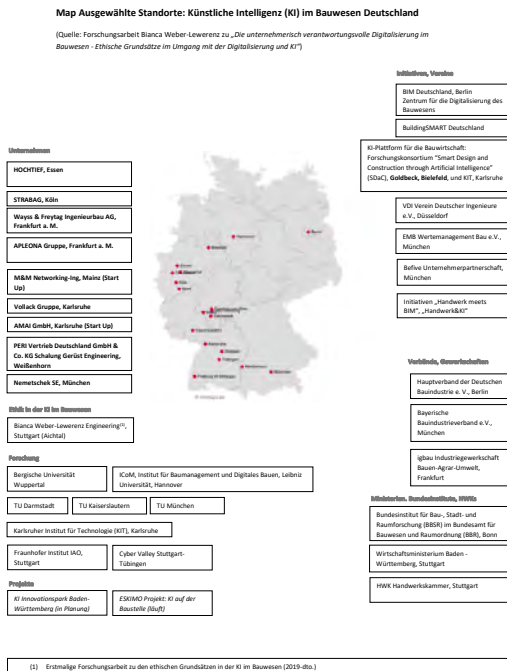 Map Ausgewählte Standorte: Künstliche Intelligenz (KI) im Bauwesen Deutschland
(Quelle: Forschungsarbeit Bianca Weber-Lewerenz zu „Die unternehmerisch verantwortungsvolle Digitalisierung im
Bauwesen - Ethische Grundsätze im Umgang mit der Digitalisierung und KI“)
Unternehmen
HOCHTIEF, Essen
STRABAG, Köln
Wayss & Freytag Ingenieurbau AG,
Frankfurt a. M.
APLEONA Gruppe, Frankfurt a. M.
M&M Networking-Ing, Mainz (Start
Up)
Vollack Gruppe, Karlsruhe
AMAI GmbH, Karlsruhe (Start Up)
PERI Vertrieb Deutschland GmbH &
Co. KG Schalung Gerüst Engineering,
Weißenhorn
Nemetschek SE, München
Ethik in der KI im Bauwesen
Bianca Weber-Lewerenz Engineering(1),
Stuttgart (Aichtal)
Forschung
Bergische Universität
Wuppertal
ICoM, Institut für Baumanagement und Digitales Bauen, Leibniz
Universität, Hannover
TU Darmstadt
TU Kaiserslautern
TU München
Karlsruher Institut für Technologie (KIT), Karlsruhe
Fraunhofer Institut IAO,
Stuttgart
Cyber Valley Stuttgart-
Tübingen
Projekte
KI Innovationspark Baden-
Württemberg (in Planung)
ESKIMO Projekt: KI auf der
Baustelle (läuft)
Initiativen, Vereine
BIM Deutschland, Berlin
Zentrum für die Digitalisierung des
Bauwesens
BuildingSMART Deutschland
KI-Plattform für die Bauwirtschaft:
Forschungskonsortium "Smart Design and
Construction through Artificial Intelligence"
(SDaC), Goldbeck, Bielefeld, und KIT, Karlsruhe
VDI Verein Deutscher Ingenieure
e.V., Düsseldorf
EMB Wertemanagement Bau e.V.,
München
Befive Unternehmerpartnerschaft,
München
Initiativen „Handwerk meets
BIM“, „Handwerk&KI“
Verbände, Gewerkschaften
Hauptverband der Deutschen
Bauindustrie e. V., Berlin
Bayerische
Bauindustrieverband e.V.,
München
igbau Industriegewerkschaft
Bauen-Agrar-Umwelt,
Frankfurt
Ministerien, Bundesinstitute, HWKs
Bundesinstitut für Bau-, Stadt- und
Raumforschung (BBSR) im Bundesamt für
Bauwesen und Raumordnung (BBR), Bonn
Wirtschaftsministerium Baden -
Württemberg, Stuttgart
HWK Handwerkskammer, Stuttgart
(1) Erstmalige Forschungsarbeit zu den ethischen Grundsätzen in der KI im Bauwesen (2019-dto.)